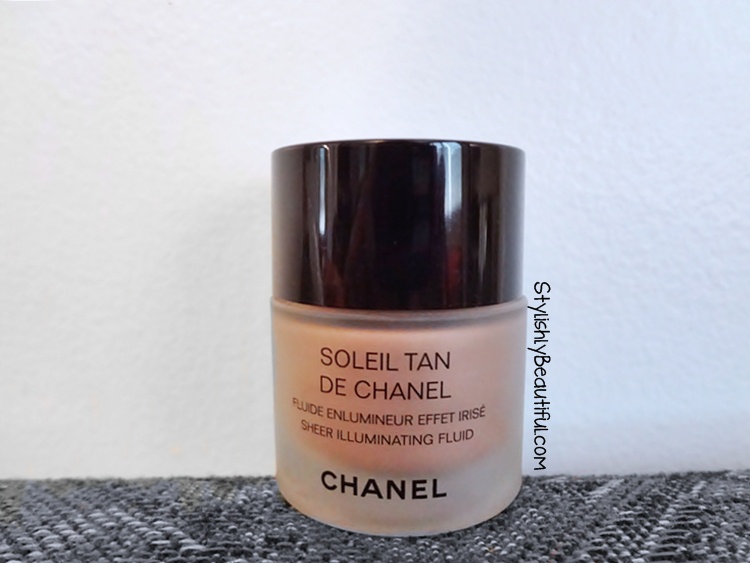 SOLEIL TAN
DE CHANEL
FLUIDE ENLUMINEUR EFFET IRISÉ
SHEER ILLUMINATING FLUID
CHANEL
StylishlyBeautiful.com